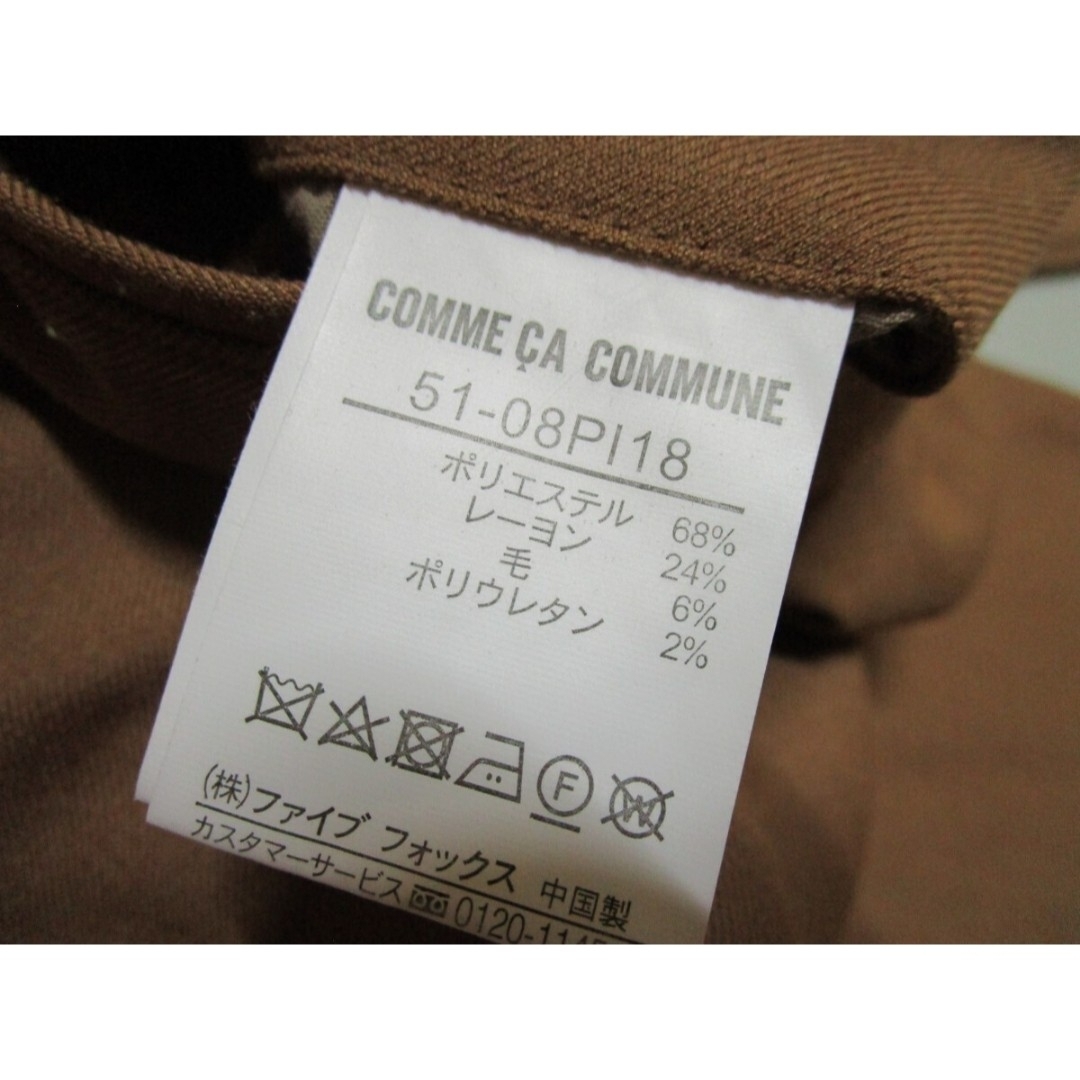 COMME ÇA COMMUNE
51-08PI18
ポリエステル 68%
レーヨン 24%
毛 6%
ポリウレタン 2%
F W
(株)ファイブ フォックス 中国製
カスタマーサービス 0120-114